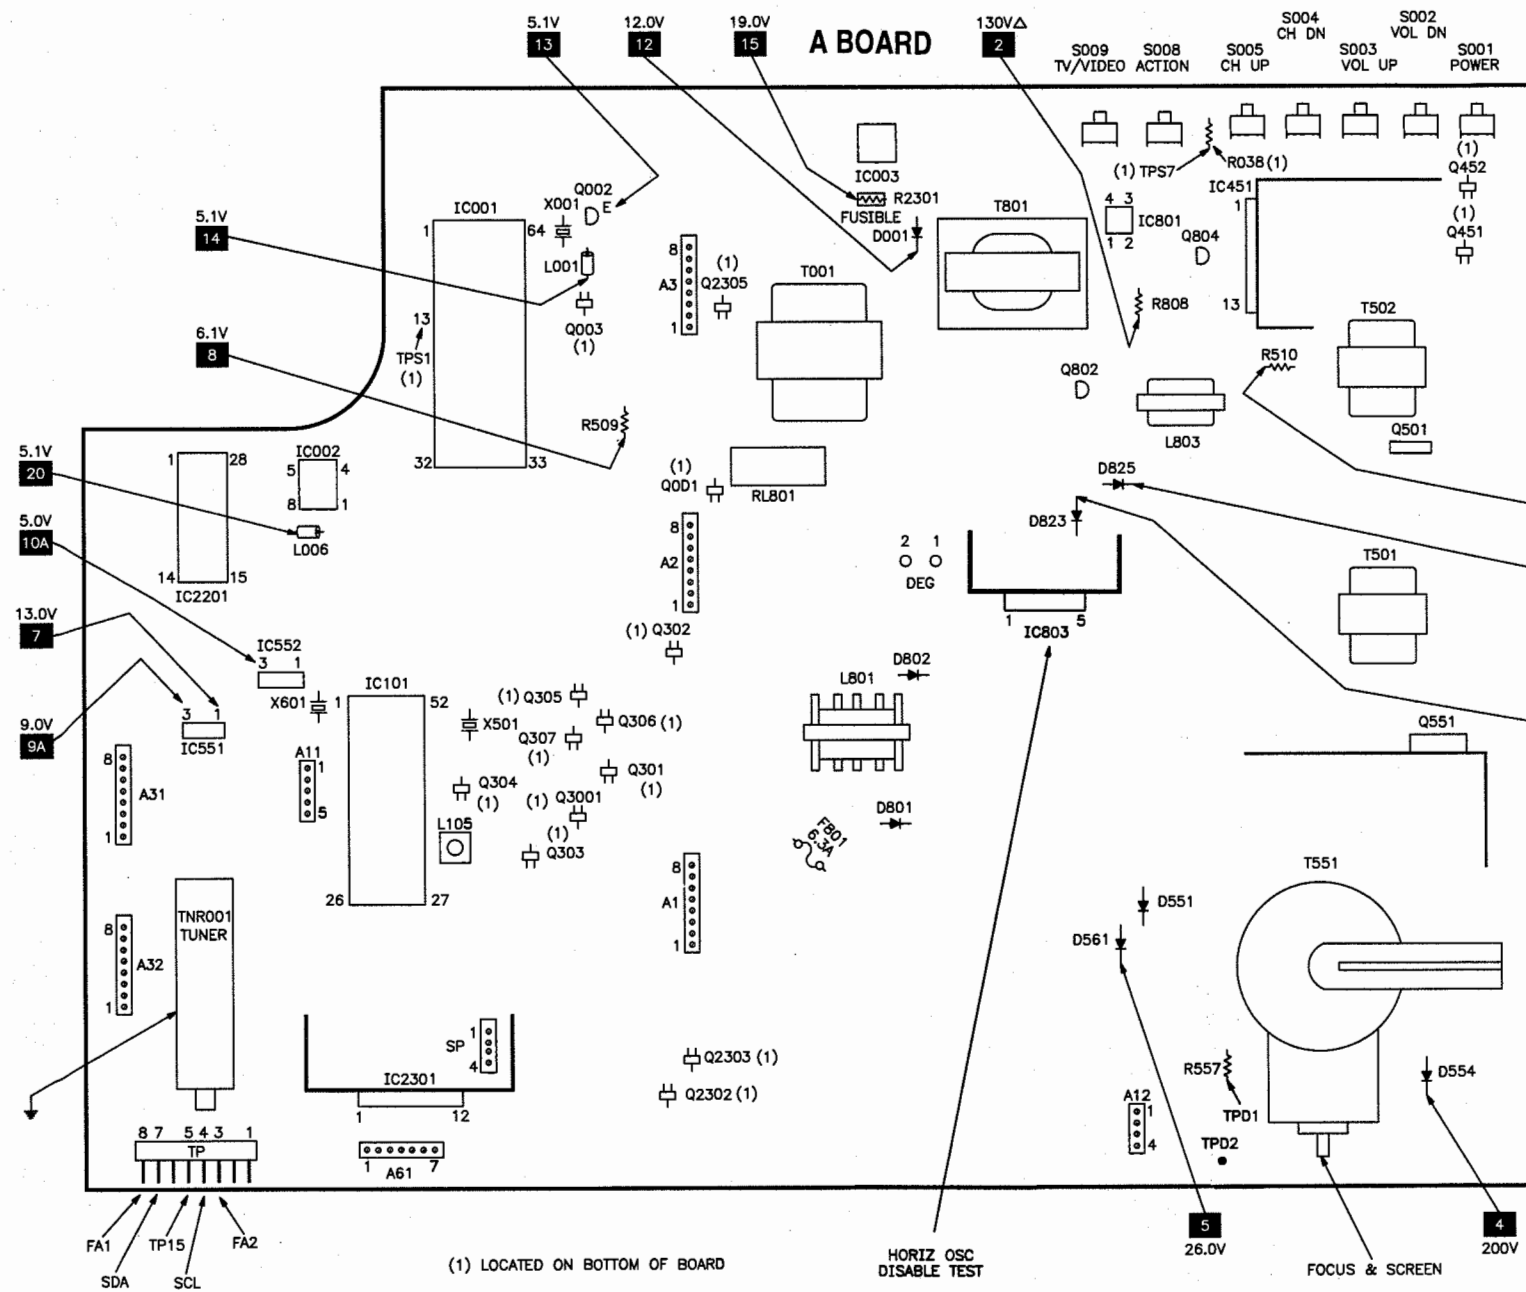 5.1V
13
12.0V
12
19.0V
15
A BOARD
130V△
2
S009
TV/VIDEO
S008
ACTION
S005
CH UP
S004
CH DN
S003
VOL UP
S002
VOL DN
S001
POWER
IC003
(1) TPS7
R038 (1)
(1)
Q452
(1)
Q451
IC451
1
13
5.1V
14
IC001
1
64
32
33
13
TPS1
(1)
X001
Q002
E
L001
Q003
(1)
R2301
FUSIBLE
D001
T801
4 3
IC801
1 2
Q804
8
A3
1
(1)
Q2305
T001
R808
T502
6.1V
8
R509
Q802
R510
L803
Q501
5.1V
20
1
28
14
15
IC2201
IC002
5
4
8
1
L006
(1)
Q0D1
RL801
D825
D823
5.0V
10A
8
A2
1
2 1
DEG
1
5
IC803
T501
13.0V
7
IC552
3 1
(1) Q302
D802
9.0V
9A
3 1
IC551
X601
IC101
1
52
26
27
X501
(1) Q305
Q306 (1)
Q307
(1)
L801
Q551
8
A31
1
A11
1
5
Q304
(1)
Q301
(1)
(1) Q3001
(1)
Q303
L105
D801
F801
6.3A
T551
TNR001
TUNER
8
A32
1
8
A1
1
D551
D561
SP
1
4
IC2301
1
12
Q2303 (1)
Q2302 (1)
R557
TPD1
D554
A12
1
4
TPD2
8 7 5 4 3 1
TP
1
7
A61
FA1
SDA
TP15
SCL
FA2
(1) LOCATED ON BOTTOM OF BOARD
HORIZ OSC
DISABLE TEST
5
26.0V
FOCUS & SCREEN
4
200V